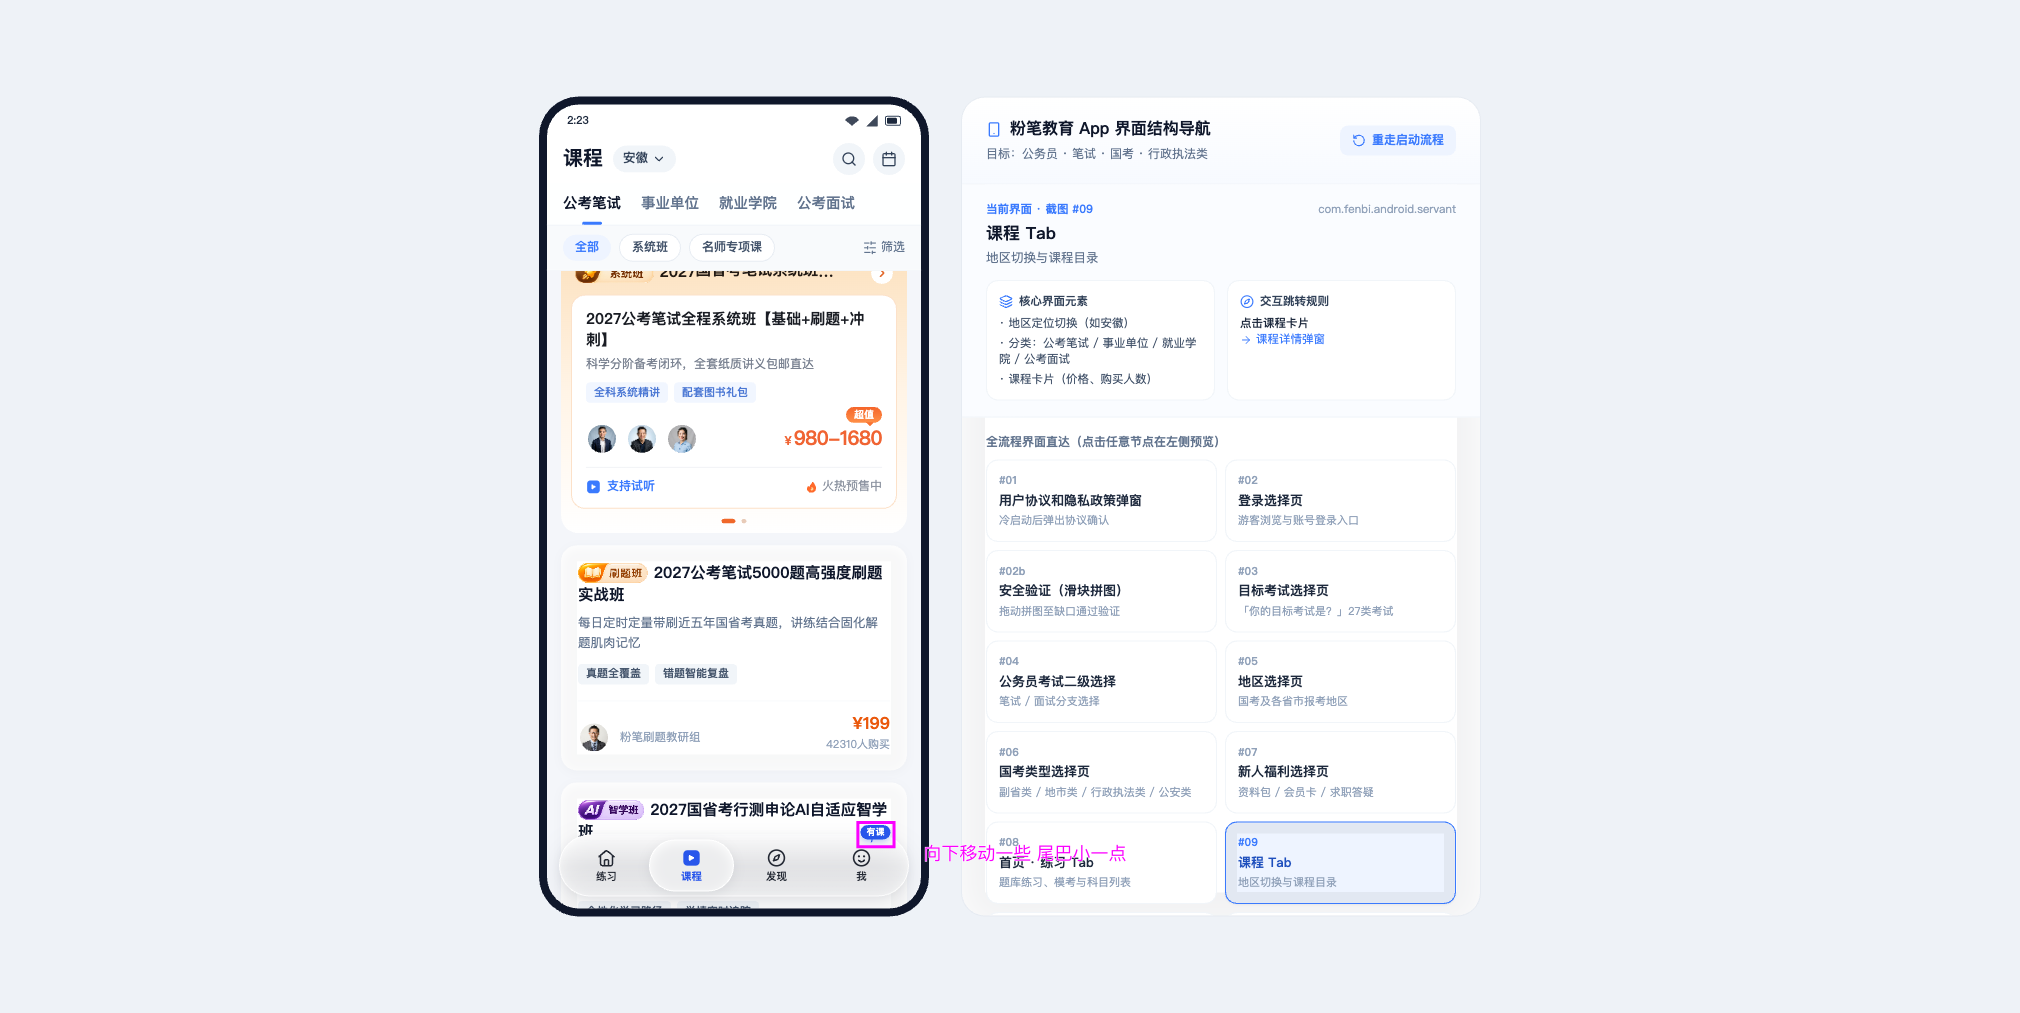 2:23
课程
安徽
公考笔试
事业单位
就业学院
公考面试
全部
系统班
名师专项课
筛选
系统班 2027国省考笔试系统班...
2027公考笔试全程系统班【基础+刷题+冲
刺】
科学分阶备考闭环，全套纸质讲义包邮直达
全科系统精讲
配套图书礼包
超值
¥980–1680
支持试听
火热预售中
刷题班 2027公考笔试5000题高强度刷题
实战班
每日定时定量带刷近五年国省考真题，讲练结合固化解
题肌肉记忆
真题全覆盖
错题智能复盘
¥199
粉笔刷题教研组
42310人购买
AI 智学班 2027国省考行测申论AI自适应智学
班
有课
练习
课程
发现
我
向下移动一些 尾巴小一点
粉笔教育 App 界面结构导航
目标：公务员 · 笔试 · 国考 · 行政执法类
重走启动流程
当前界面 · 截图 #09
com.fenbi.android.servant
课程 Tab
地区切换与课程目录
核心界面元素
· 地区定位切换（如安徽）
· 分类：公考笔试 / 事业单位 / 就业学
院 / 公考面试
· 课程卡片（价格、购买人数）
交互跳转规则
点击课程卡片
→ 课程详情弹窗
全流程界面直达（点击任意节点在左侧预览）
#01
用户协议和隐私政策弹窗
冷启动后弹出协议确认
#02
登录选择页
游客浏览与账号登录入口
#02b
安全验证（滑块拼图）
拖动拼图至缺口通过验证
#03
目标考试选择页
「你的目标考试是？」27类考试
#04
公务员考试二级选择
笔试 / 面试分支选择
#05
地区选择页
国考及各省市报考地区
#06
国考类型选择页
副省类 / 地市类 / 行政执法类 / 公安类
#07
新人福利选择页
资料包 / 会员卡 / 求职答疑
#08
首页 · 练习 Tab
题库练习、模考与科目列表
#09
课程 Tab
地区切换与课程目录